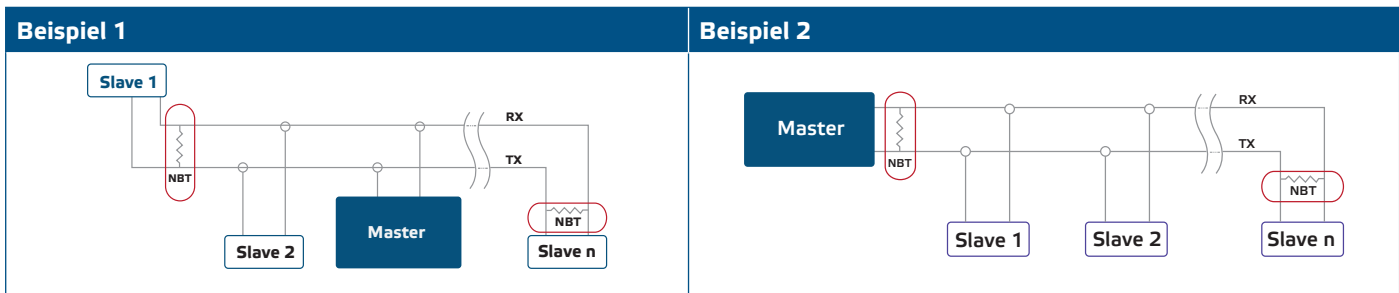 Beispiel 1
Slave 1
RX
TX
NBT
NBT
Master
Slave 2
Slave n
Beispiel 2
RX
Master
TX
NBT
NBT
Slave 1
Slave 2
Slave n